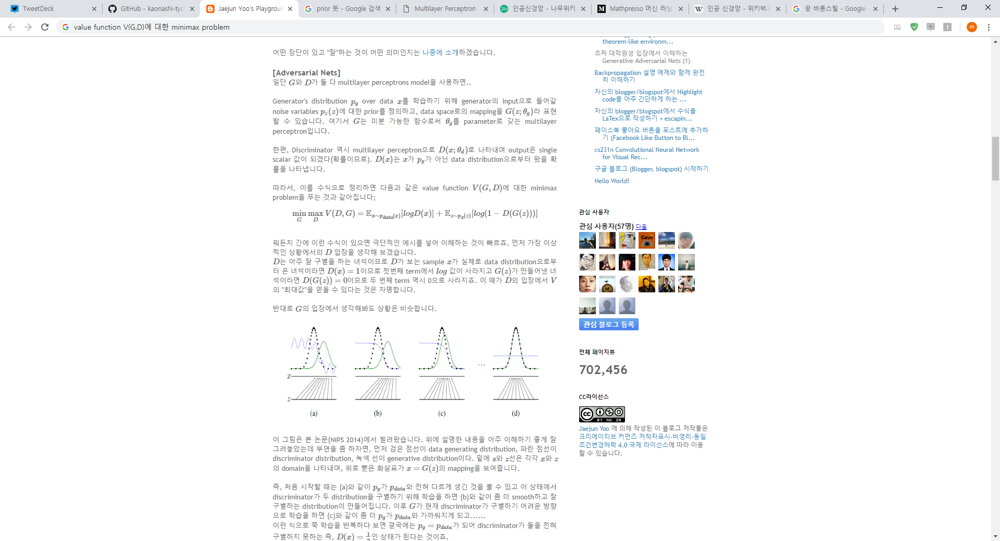 TweetDeck
GitHub - kaonashi-tyc/
Jaejun Yoo's Playgroun
prior 뜻 - Google 검색
Multilayer Perceptron
인공신경망 - 나무위키
Mathpresso 머신 러닝
인공 신경망 - 위키백과
꿍 바론스틸 - Google
value function V(G,D)에 대한 minimax problem
어떤 장단이 있고 "잘"하는 것이 어떤 의미인지는 나중에 소개하겠습니다.
[Adversarial Nets]
일단 G와 D가 둘 다 multilayer perceptrons model을 사용하면..
Generator's distribution p_g over data x를 학습하기 위해 generator의 input으로 들어갈
noise variables p_z(z)에 대한 prior를 정의하고, data space로의 mapping을 G(z; θ_g)라 표현
할 수 있습니다. 여기서 G는 미분 가능한 함수로써 θ_g를 parameter로 갖는 multilayer
perceptron입니다.
한편, Discriminator 역시 multilayer perceptron으로 D(x; θ_d)로 나타내며 output은 single
scalar 값이 되겠다(확률이므로). D(x)는 x가 p_g가 아닌 data distribution으로부터 왔을 확
률을 나타냅니다.
따라서, 이를 수식으로 정리하면 다음과 같은 value function V(G, D)에 대한 minimax
problem을 푸는 것과 같아집니다;
min_G max_D V(D, G) = 𝔼_{x∼p_data(x)}[logD(x)] + 𝔼_{z∼p_z(z)}[log(1 − D(G(z)))]
뭐든지 간에 이런 수식이 있으면 극단적인 예시를 넣어 이해하는 것이 빠르죠. 먼저 가장 이상
적인 상황에서의 D 입장을 생각해 보겠습니다.
D는 아주 잘 구별을 하는 녀석이므로 D가 보는 sample x가 실제로 data distribution으로부
터 온 녀석이라면 D(x) = 1이므로 첫번째 term에서 log 값이 사라지고 G(z)가 만들어낸 녀
석이라면 D(G(z)) = 0이므로 두 번째 term 역시 0으로 사라지죠. 이 때가 D의 입장에서 V
의 "최대값"을 얻을 수 있다는 것은 자명합니다.
반대로 G의 입장에서 생각해봐도 상황은 비슷합니다.
x
z
...
(a)
(b)
(c)
(d)
이 그림은 본 논문(NIPS 2014)에서 빌려왔습니다. 위에 설명한 내용을 아주 이해하기 좋게 잘
그려놓았는데 부연을 좀 하자면, 먼저 검은 점선이 data generating distribution, 파란 점선이
discriminator distribution, 녹색 선이 generative distribution이다. 밑에 s와 z선은 각각 x와 z
의 domain을 나타내며, 위로 뻗은 화살표가 x = G(z)의 mapping을 보여줍니다.
즉, 처음 시작할 때는 (a)와 같이 p_g가 p_data와 전혀 다르게 생긴 것을 볼 수 있고 이 상태에서
discriminator가 두 distribution을 구별하기 위해 학습을 하면 (b)와 같이 좀 더 smooth하고 잘
구별하는 distribution이 만들어집니다. 이후 G가 현재 discriminator가 구별하기 어려운 방향
으로 학습을 하면 (c)와 같이 좀 더 p_g가 p_data와 가까워지게 되고......
이런 식으로 쭉 학습을 반복하다 보면 결국에는 p_g = p_data가 되어 discriminator가 둘을 전혀
구별하지 못하는 즉, D(x) = 1/2인 상태가 된다는 것이죠.
theorem-like environm...
초짜 대학원생 입장에서 이해하는
Generative Adversarial Nets (1)
Backpropagation 설명 예제와 함께 완전
히 이해하기
자신의 blogger/blogspot에서 Highlight
code를 아주 간단하게 하는 ...
자신의 blogger/blogspot에서 수식을
LaTex으로 작성하기 + escapin...
페이스북 좋아요 버튼을 포스트에 추가하
기 (Facebook Like Button to Bl...
cs231n Convolutional Neural Network
for Visual Rec...
구글 블로그 (Blogger, blogspot) 시작하기
Hello World!
관심 사용자
관심 사용자(57명) 다음
Cave
관심 블로그 등록
전체 페이지뷰
702,456
CC라이선스
CC BY NC SA
Jaejun Yoo 에 의해 작성된 이 블로그 저작물은
크리에이티브 커먼즈 저작자표시-비영리-동일
조건변경허락 4.0 국제 라이선스에 따라 이용
할 수 있습니다.